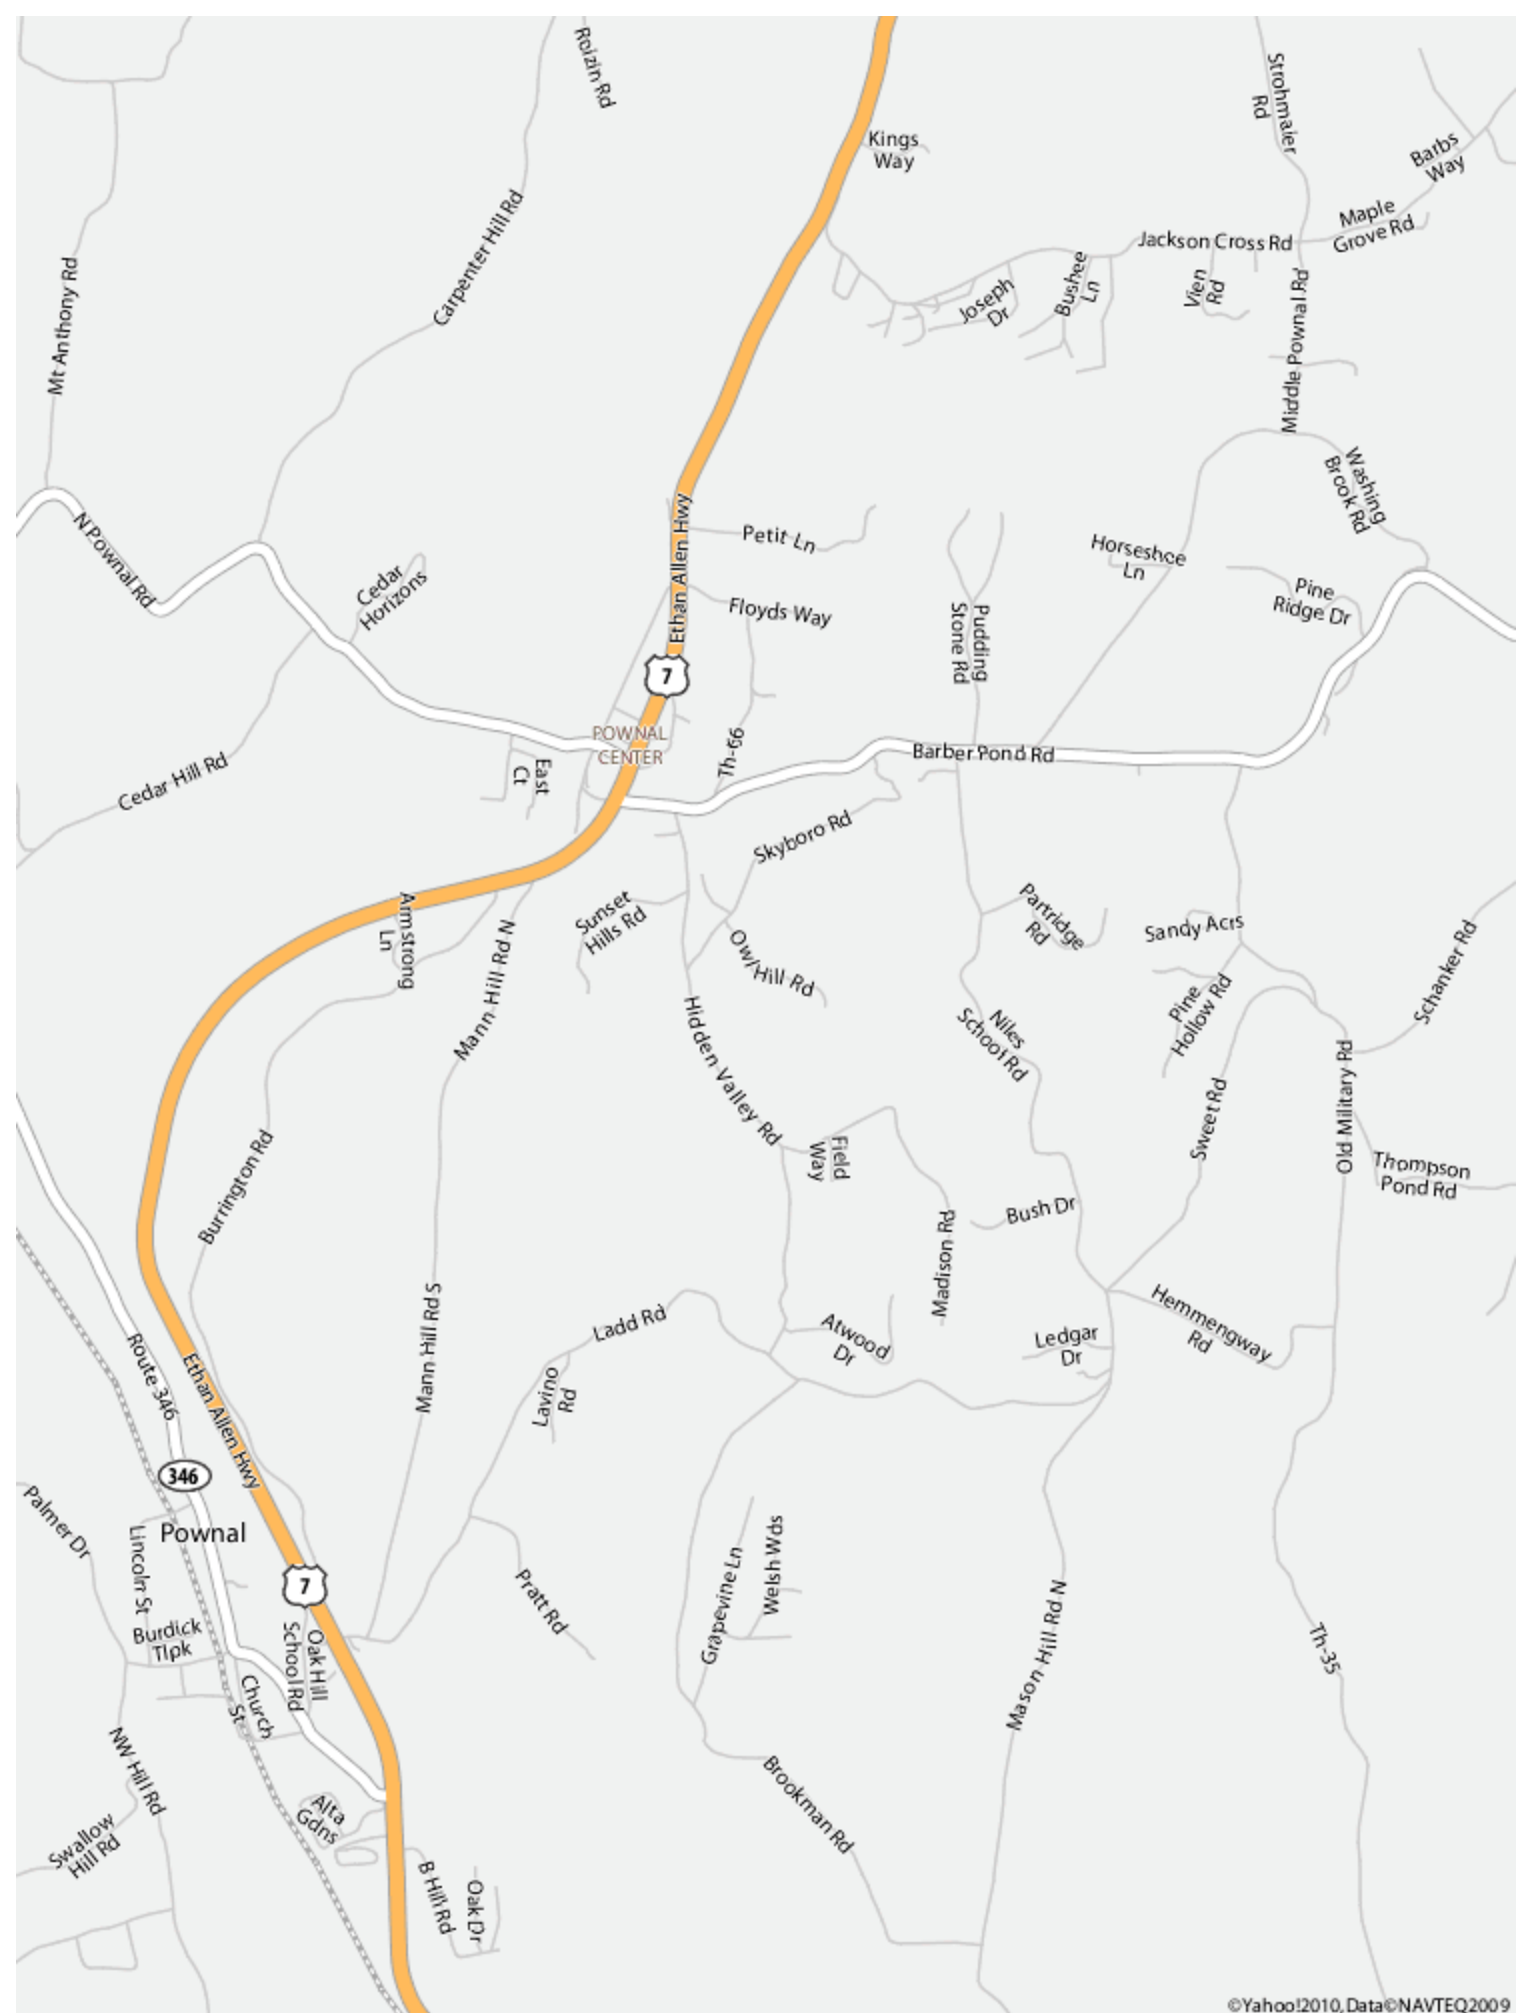 Roizin Rd
Strohmaier
Rd
Kings
Way
Barbs
Way
Maple
Grove Rd
Carpenter Hill Rd
Jackson Cross Rd
Mt Anthony Rd
Joseph
Dr
Bushee
Ln
Vien
Rd
Middle Pownal Rd
Washing
Brook Rd
N Pownal Rd
Ethan Allen Hwy
Petit Ln
Horseshoe
Ln
Cedar
Horizons
Floyds Way
Pine
Ridge Dr
Pudding
Stone Rd
7
POWNAL
CENTER
Th-66
Barber Pond Rd
East
Ct
Cedar Hill Rd
Skyboro Rd
Armstrong
Ln
Sunset
Hills Rd
Partridge
Rd
Sandy Acrs
Mann Hill Rd N
Owl Hill Rd
Schanker Rd
Pine
Hollow Rd
Hidden Valley Rd
Niles
School Rd
Old Military Rd
Sweet Rd
Burrington Rd
Field
Way
Thompson
Pond Rd
Madison Rd
Bush Dr
Mann Hill Rd S
Ladd Rd
Atwood
Dr
Ledgar
Dr
Hemmengway
Rd
Route 346
Ethan Allen Hwy
Lavino
Rd
346
Palmer Dr
Pownal
Lincoln St
7
Pratt Rd
Grapevine Ln
Welsh Wds
Burdick
Tlpk
Oak Hill
School Rd
Mason Hill Rd N
Th-35
Church
St
NW Hill Rd
Brookman Rd
Alta
Gdns
Swallow
Hill Rd
B Hill Rd
Oak Dr
©Yahoo!2010, Data©NAVTEQ2009